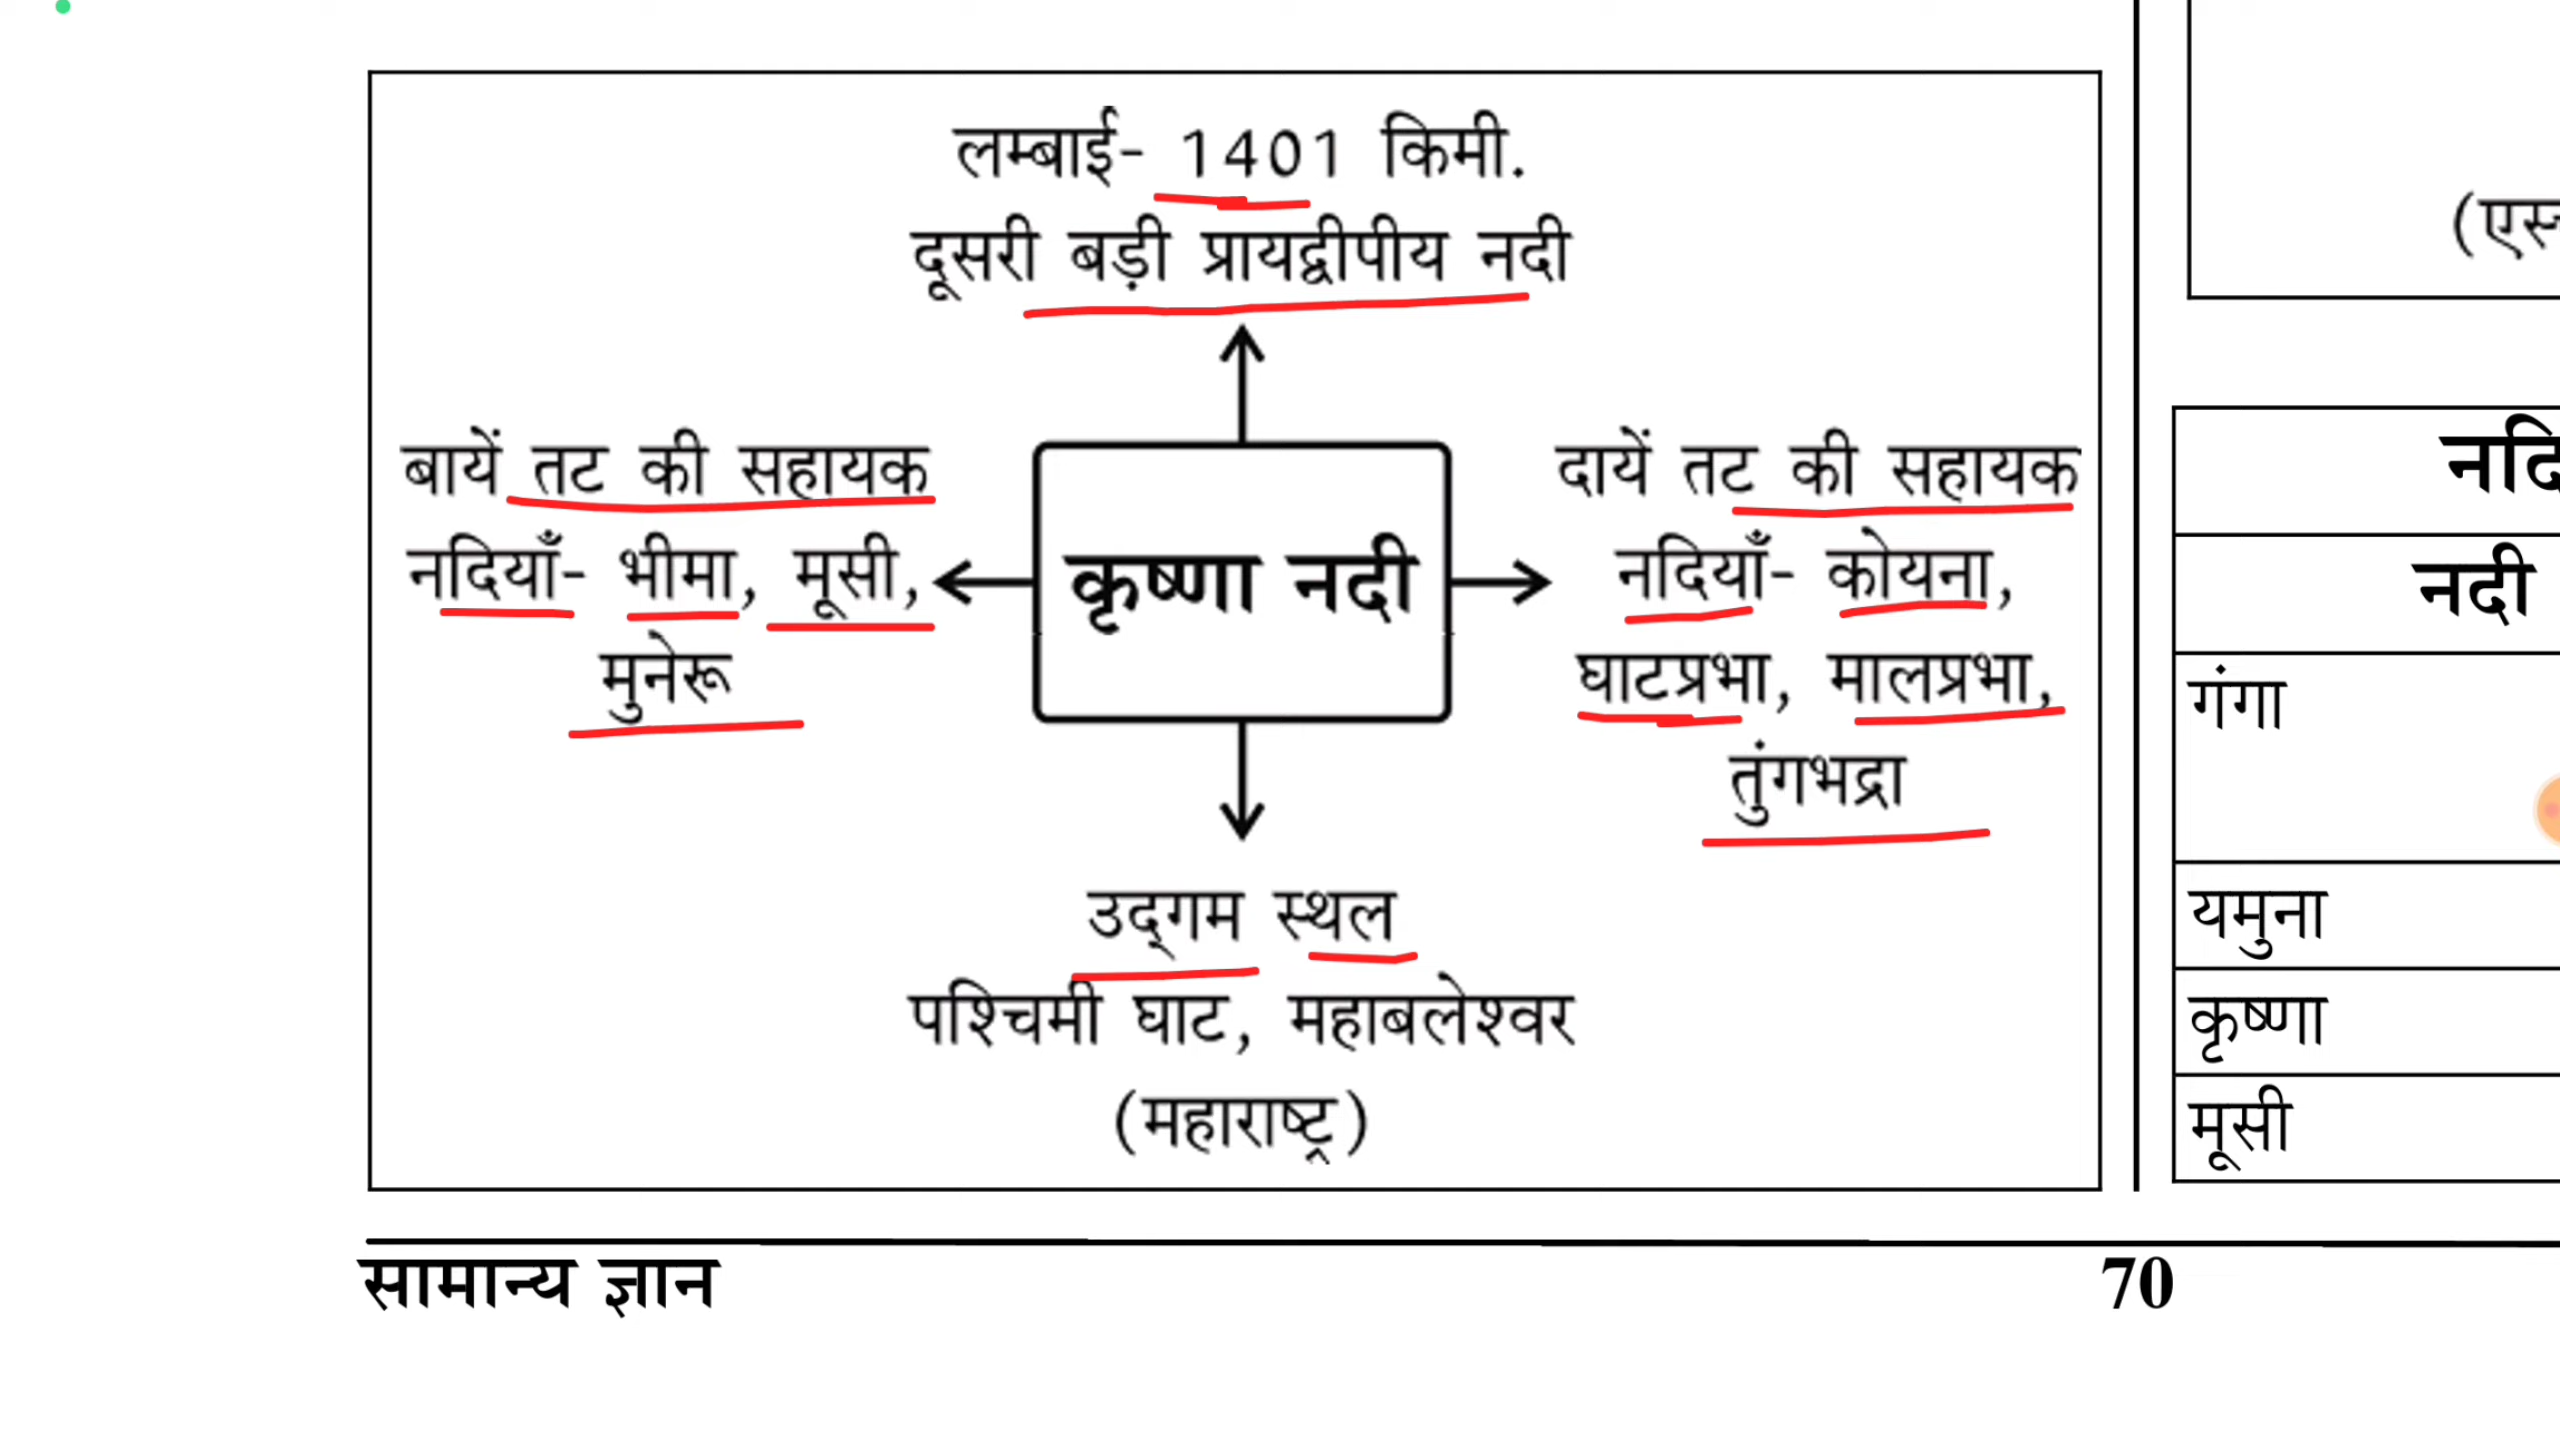 लम्बाई- 1401 किमी.
दूसरी बड़ी प्रायद्वीपीय नदी
बायें तट की सहायक
नदियाँ- भीमा, मूसी,
मुनेरू
कृष्णा नदी
दायें तट की सहायक
नदियाँ- कोयना,
घाटप्रभा, मालप्रभा,
तुंगभद्रा
उद्‌गम स्थल
पश्चिमी घाट, महाबलेश्वर
(महाराष्ट्र)
नदी
गंगा
यमुना
कृष्णा
मूसी
सामान्य ज्ञान
70